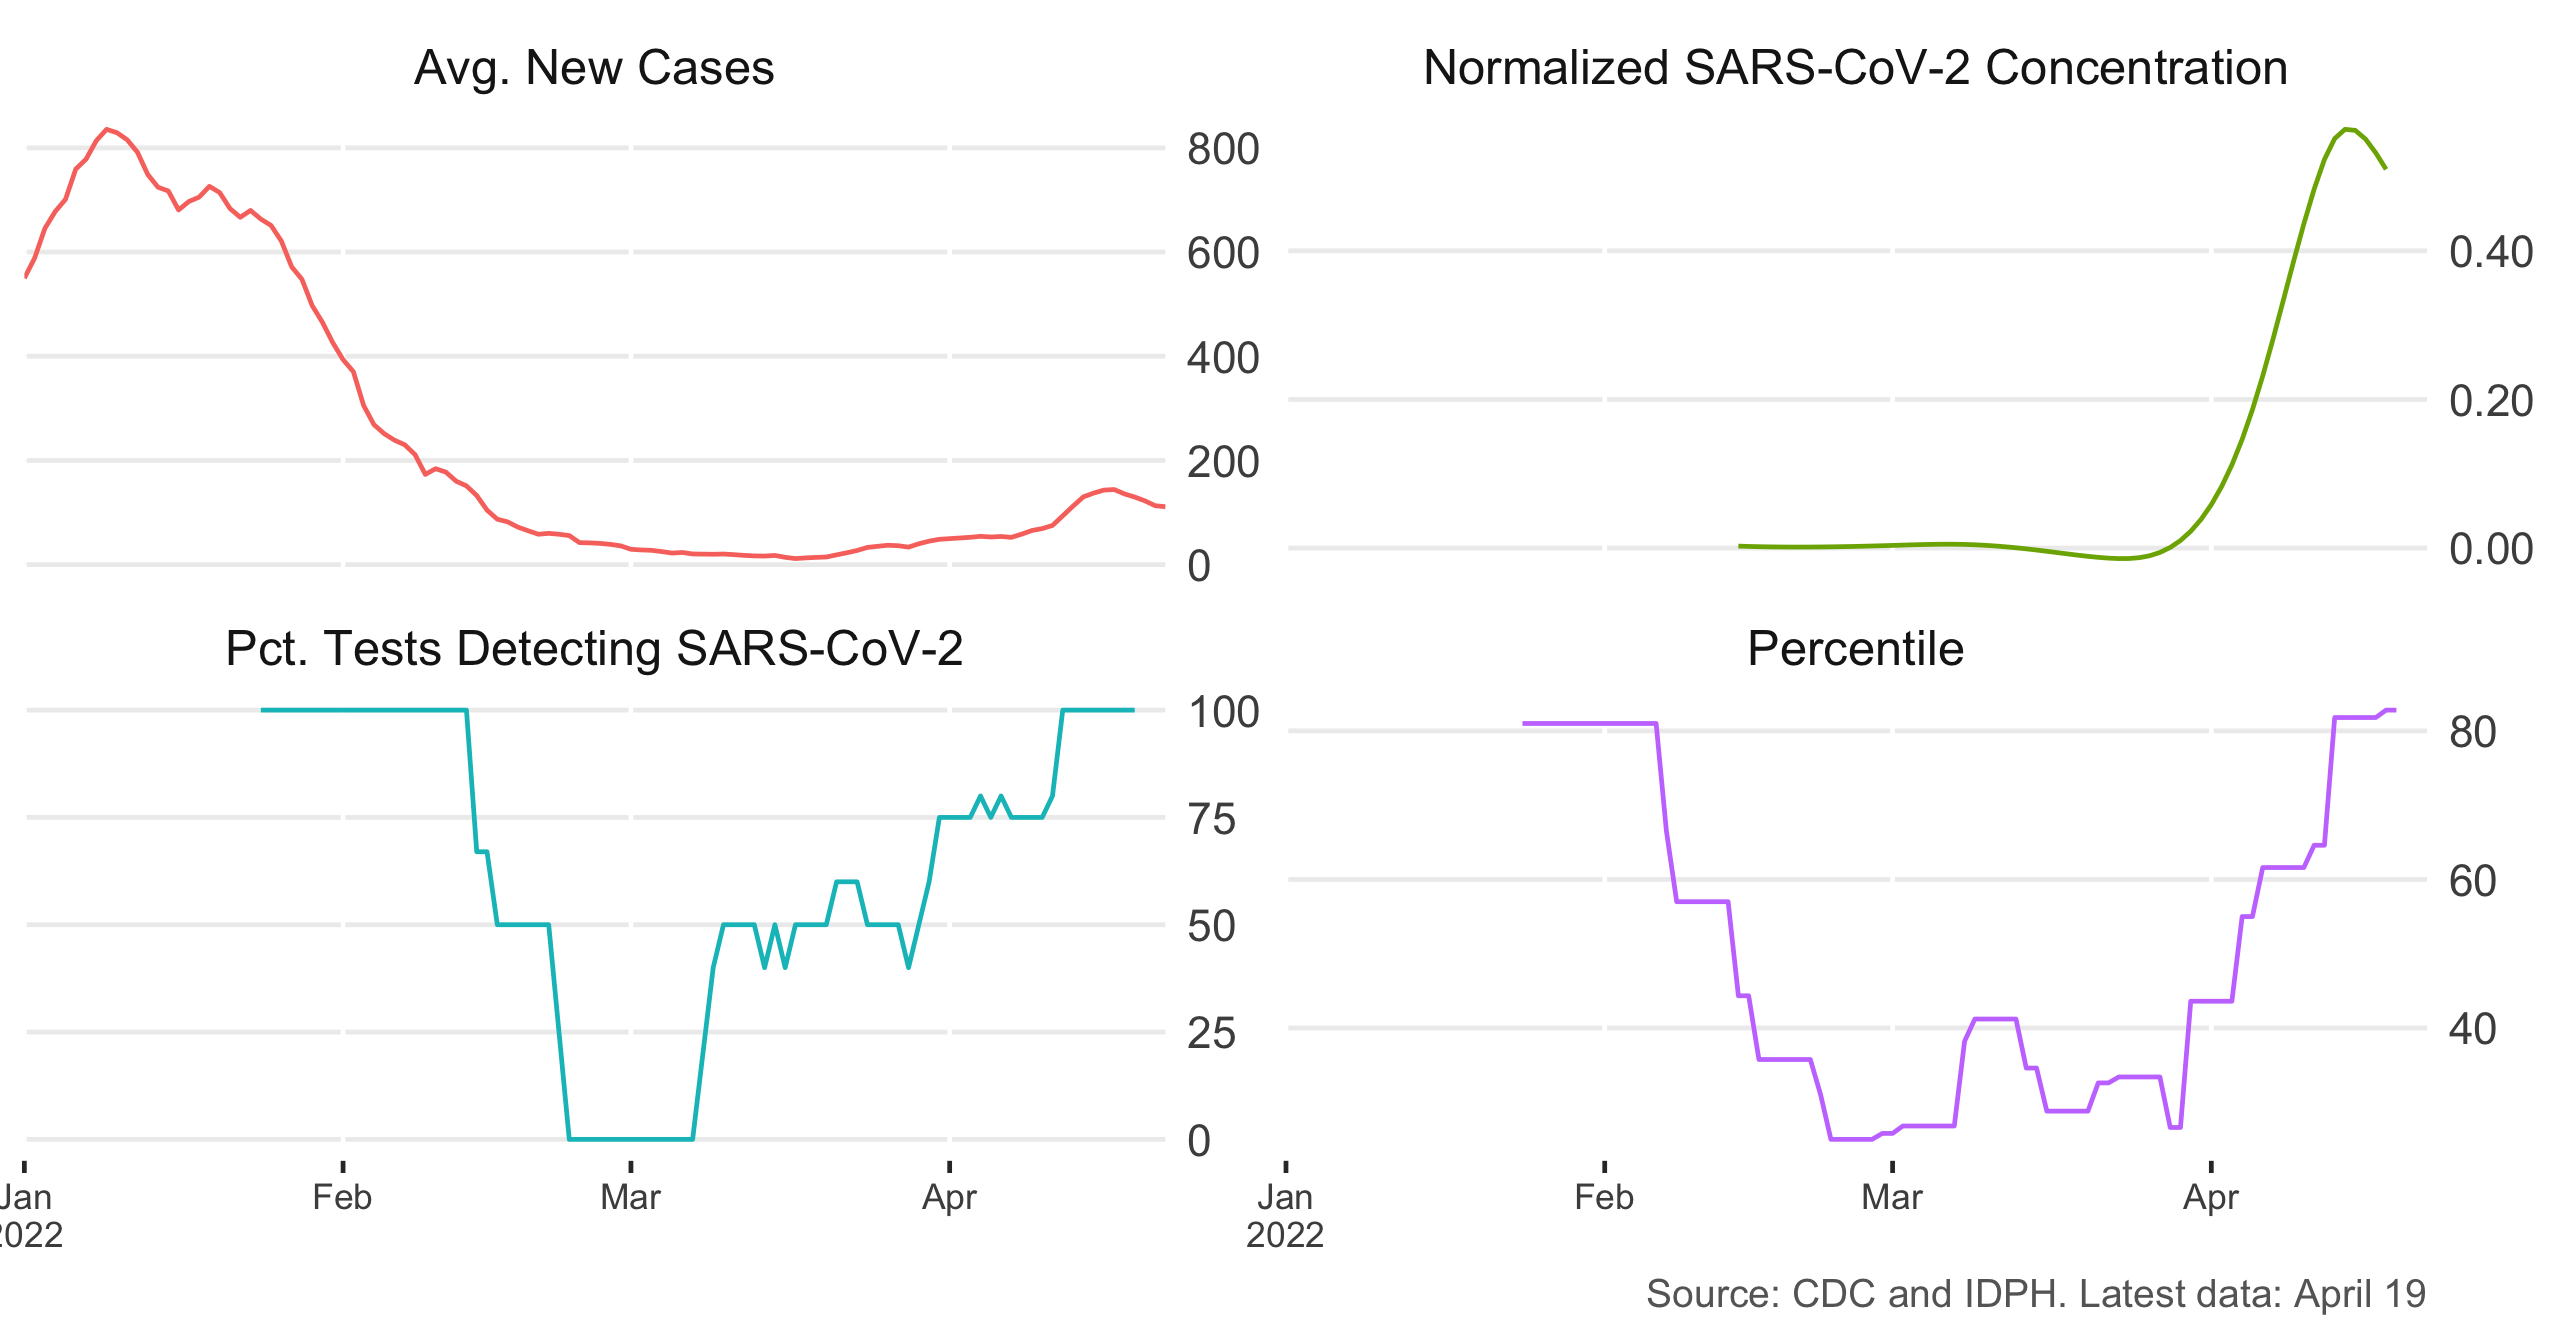 Avg. New Cases
800
600
400
200
0
Normalized SARS-CoV-2 Concentration
0.40
0.20
0.00
Pct. Tests Detecting SARS-CoV-2
100
75
50
25
0
Jan
2022
Feb
Mar
Apr
Percentile
80
60
40
Jan
2022
Feb
Mar
Apr
Source: CDC and IDPH. Latest data: April 19